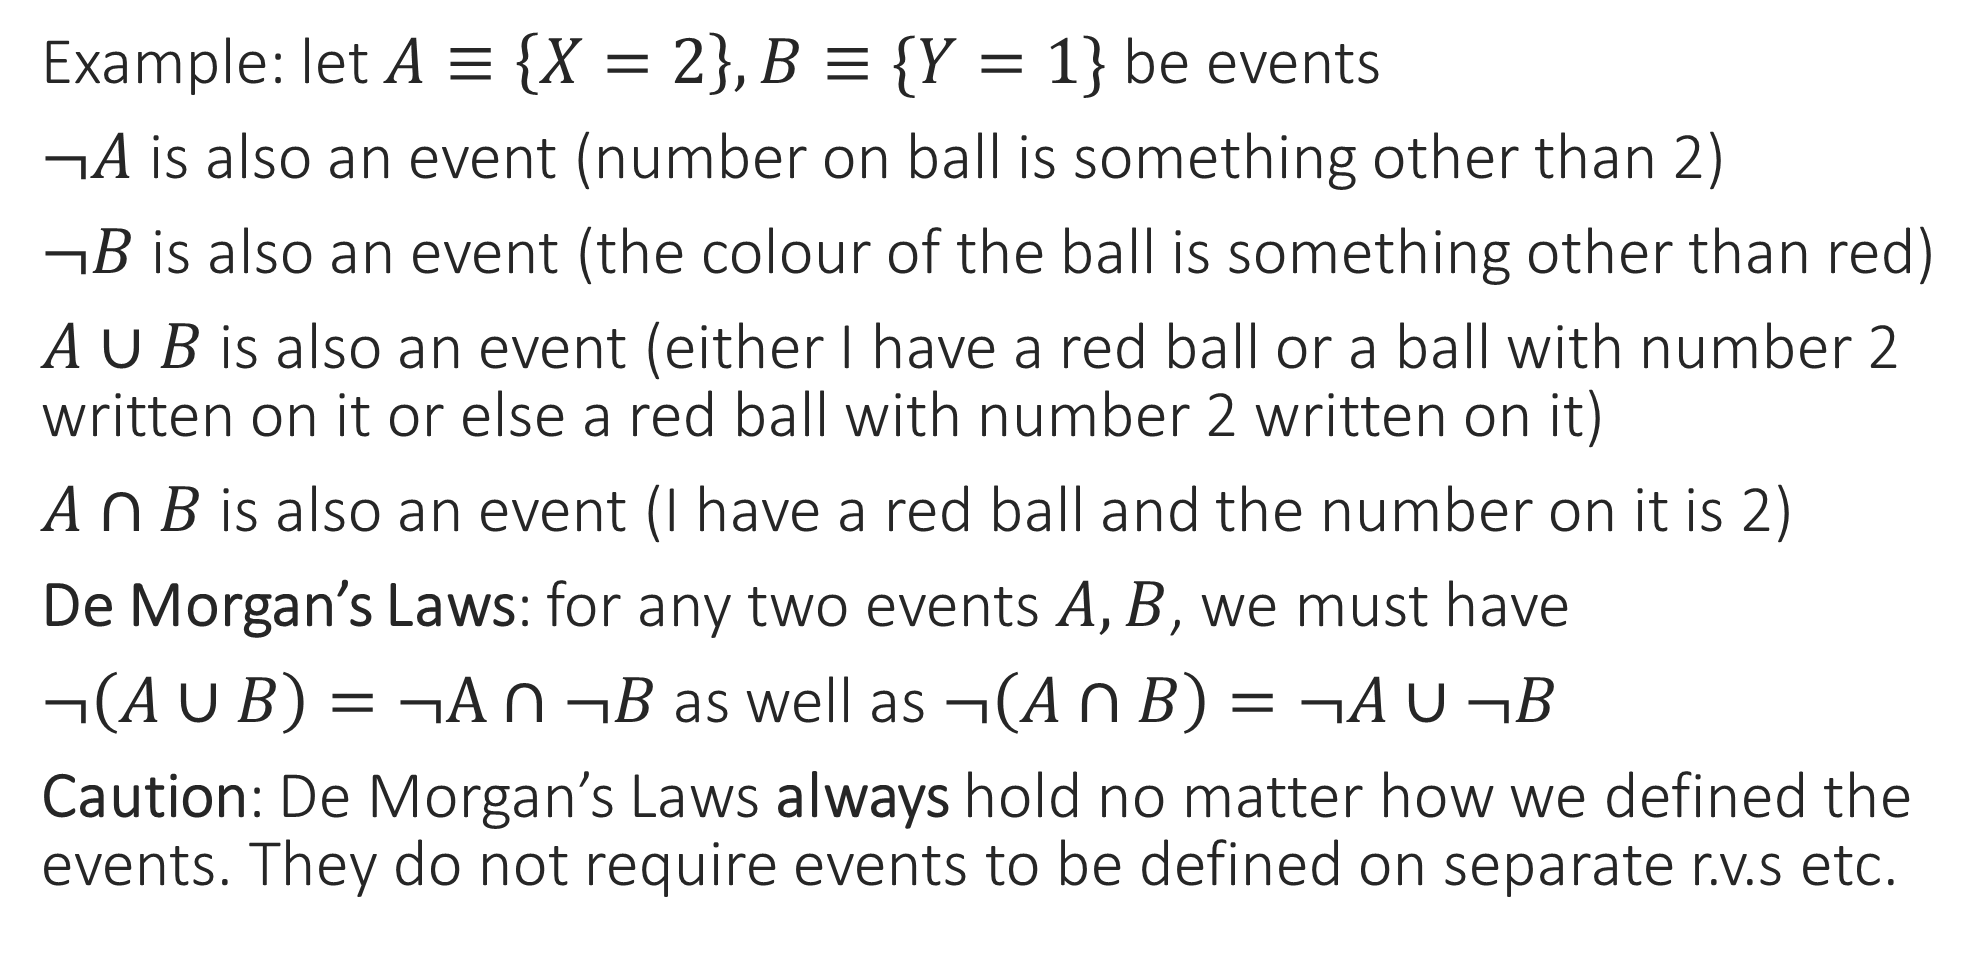 Example: let 𝐴 ≡ {𝑋 = 2}, 𝐵 ≡ {𝑌 = 1} be events
¬𝐴 is also an event (number on ball is something other than 2)
¬𝐵 is also an event (the colour of the ball is something other than red)
𝐴 ∪ 𝐵 is also an event (either I have a red ball or a ball with number 2
written on it or else a red ball with number 2 written on it)
𝐴 ∩ 𝐵 is also an event (I have a red ball and the number on it is 2)
De Morgan’s Laws: for any two events 𝐴, 𝐵, we must have
¬(𝐴 ∪ 𝐵) = ¬A ∩ ¬𝐵 as well as ¬(𝐴 ∩ 𝐵) = ¬𝐴 ∪ ¬𝐵
Caution: De Morgan’s Laws always hold no matter how we defined the
events. They do not require events to be defined on separate r.v.s etc.